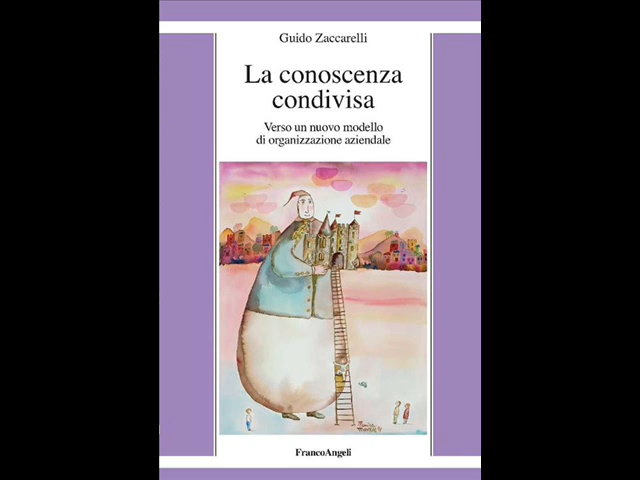 Guido Zaccarelli
La conoscenza
condivisa
Verso un nuovo modello
di organizzazione aziendale
FrancoAngeli